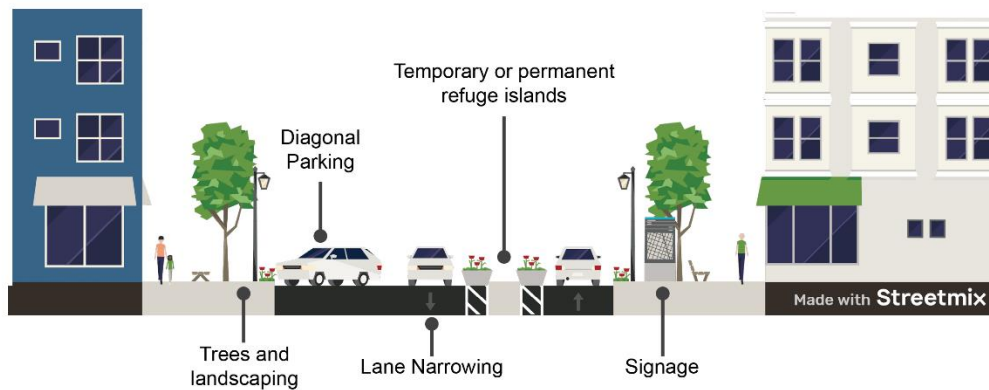 Temporary or permanent
refuge islands
Diagonal
Parking
Made with Streetmix
Trees and
landscaping
Lane Narrowing
Signage